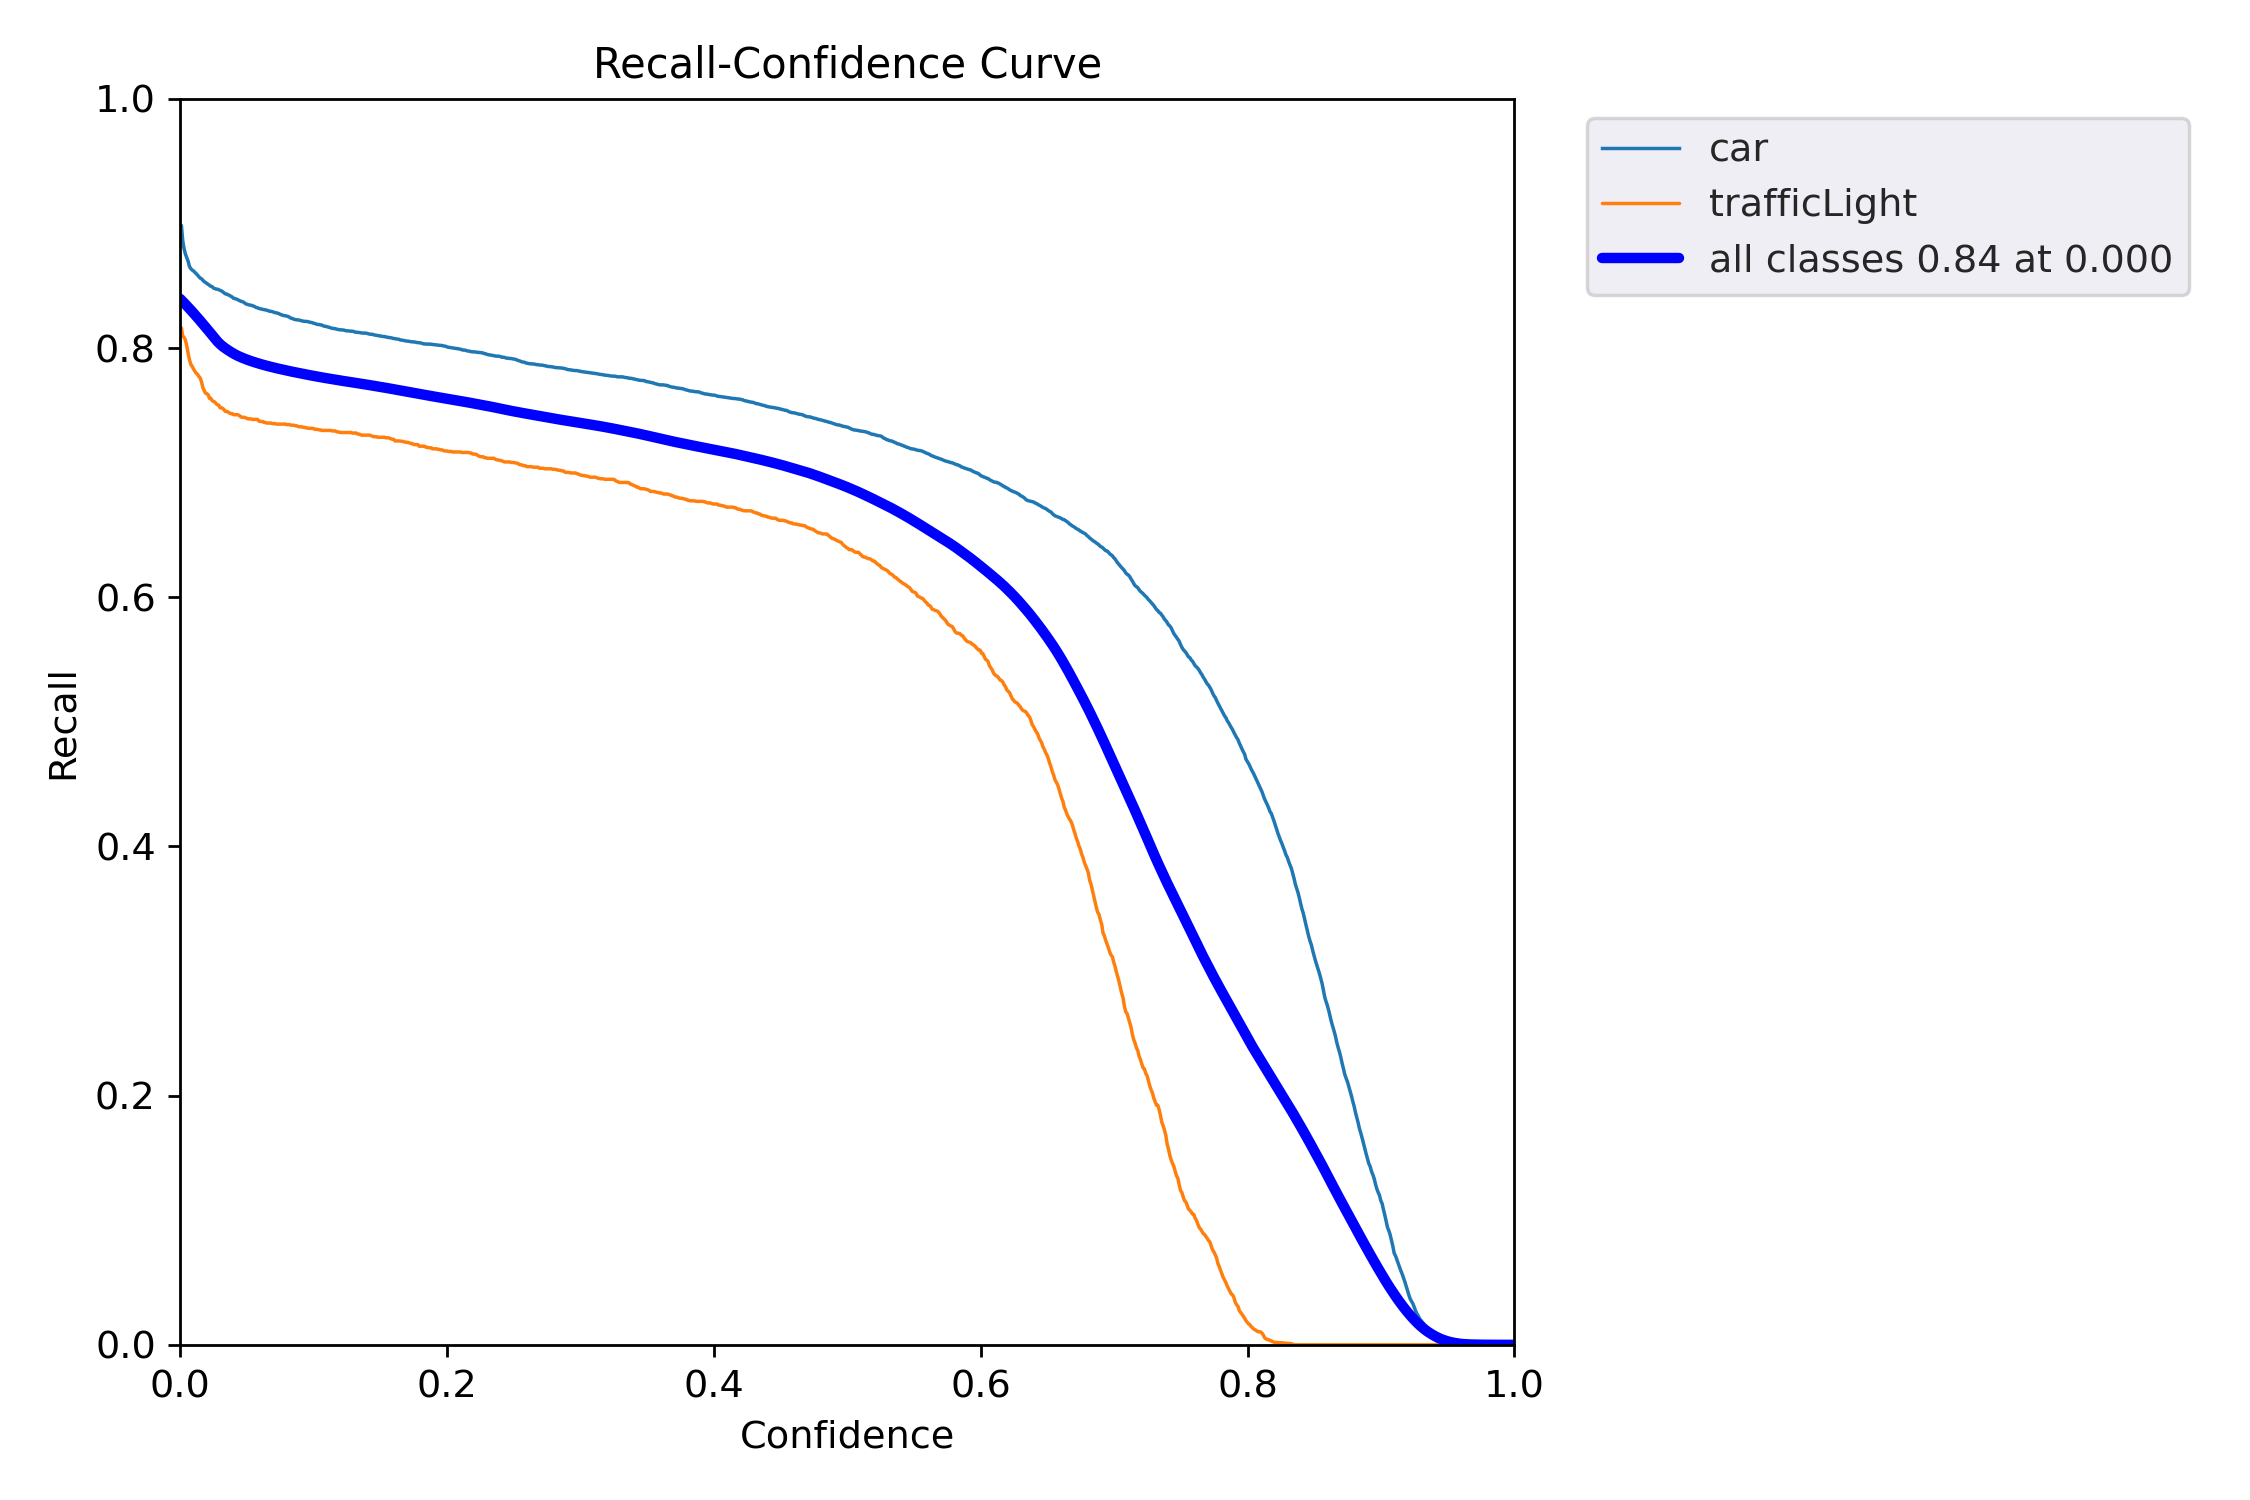 Recall-Confidence Curve
1.0
0.8
0.6
0.4
0.2
0.0
Recall
0.0 0.2 0.4 0.6 0.8 1.0
Confidence
car
trafficLight
all classes 0.84 at 0.000